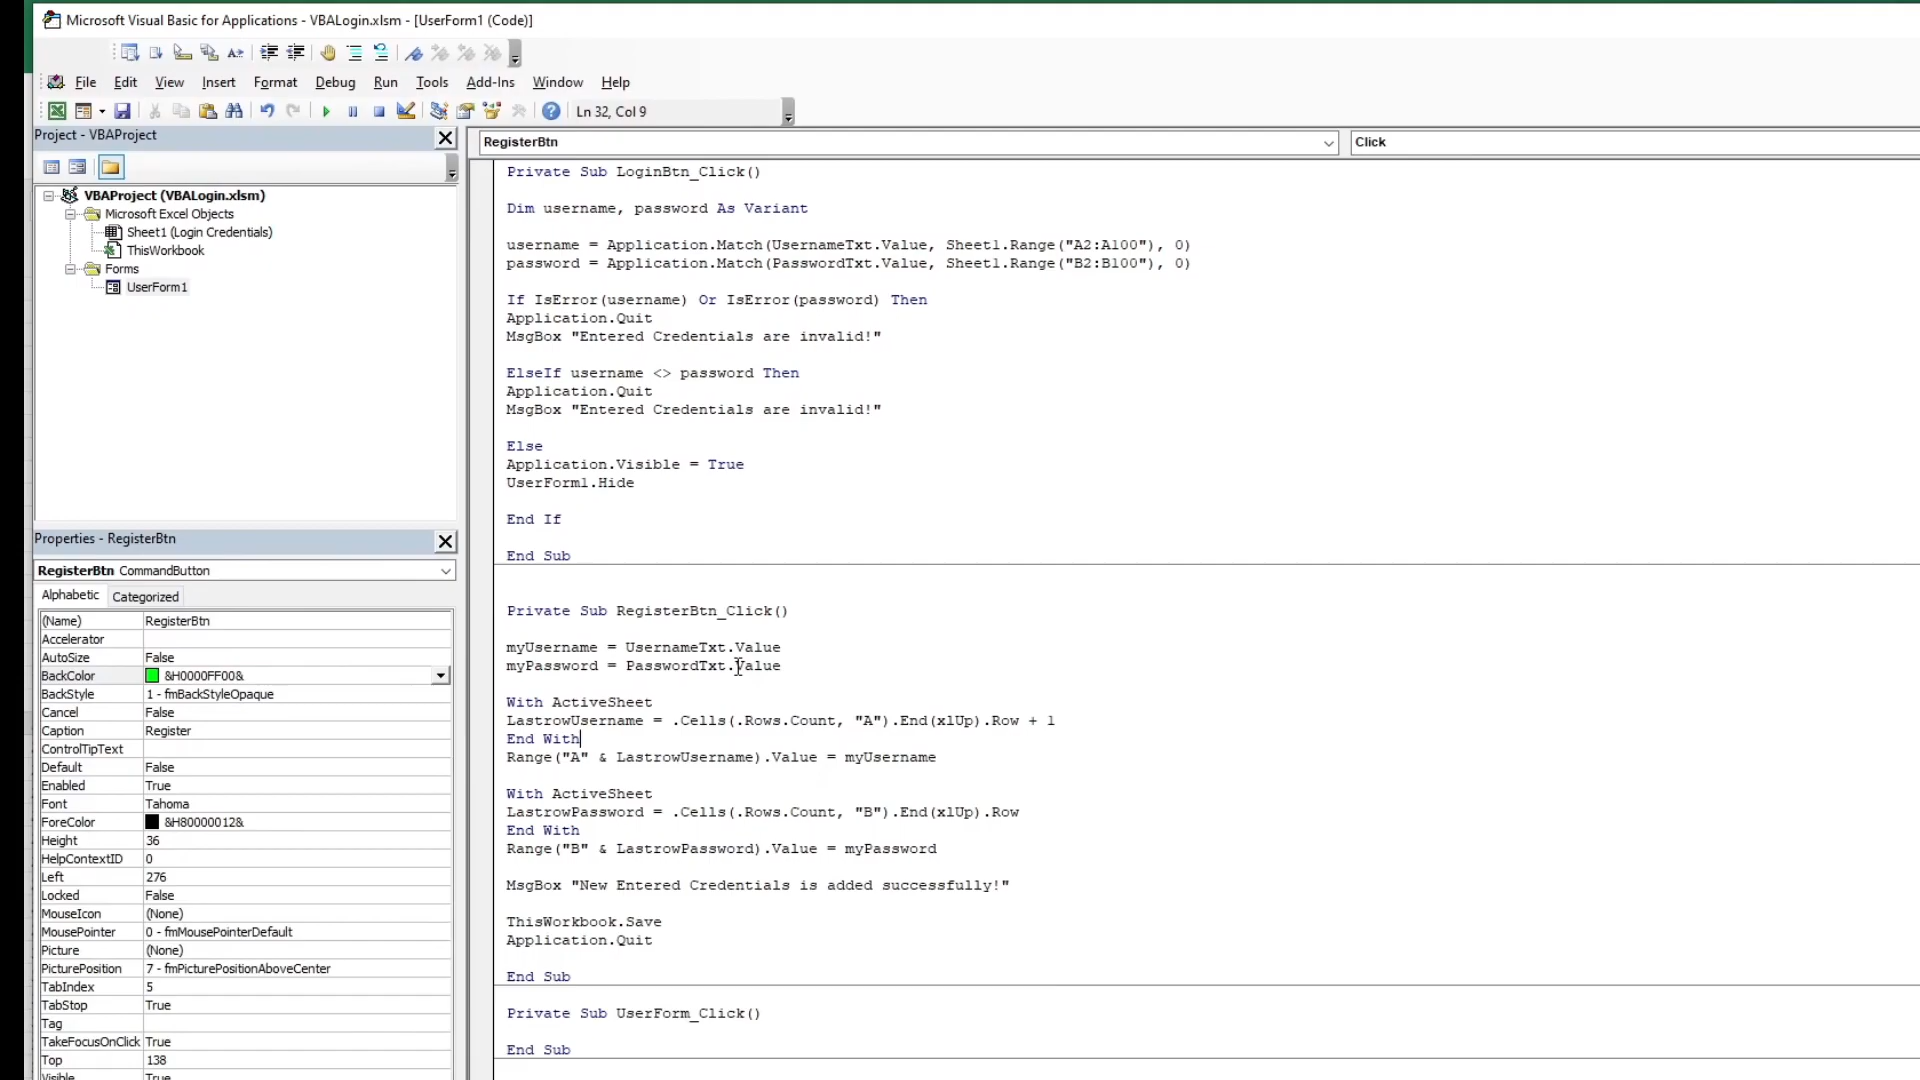 Microsoft Visual Basic for Applications - VBALogin.xlsm - [UserForm1 (Code)]
File Edit View Insert Format Debug Run Tools Add-Ins Window Help
Ln 32, Col 9
Project - VBAProject
VBAProject (VBALogin.xlsm)
Microsoft Excel Objects
Sheet1 (Login Credentials)
ThisWorkbook
Forms
UserForm1
Properties - RegisterBtn
RegisterBtn CommandButton
Alphabetic Categorized
(Name) RegisterBtn
Accelerator
AutoSize False
BackColor &H0000FF00&
BackStyle 1 - fmBackStyleOpaque
Cancel False
Caption Register
ControlTipText
Default False
Enabled True
Font Tahoma
ForeColor &H80000012&
Height 36
HelpContextID 0
Left 276
Locked False
MouseIcon (None)
MousePointer 0 - fmMousePointerDefault
Picture (None)
PicturePosition 7 - fmPicturePositionAboveCenter
TabIndex 5
TabStop True
Tag
TakeFocusOnClick True
Top 138
Visible True
RegisterBtn
Click
Private Sub LoginBtn_Click()
Dim username, password As Variant
username = Application.Match(UsernameTxt.Value, Sheet1.Range("A2:A100"), 0)
password = Application.Match(PasswordTxt.Value, Sheet1.Range("B2:B100"), 0)
If IsError(username) Or IsError(password) Then
Application.Quit
MsgBox "Entered Credentials are invalid!"
ElseIf username <> password Then
Application.Quit
MsgBox "Entered Credentials are invalid!"
Else
Application.Visible = True
UserForm1.Hide
End If
End Sub
Private Sub RegisterBtn_Click()
myUsername = UsernameTxt.Value
myPassword = PasswordTxt.Value
With ActiveSheet
LastrowUsername = .Cells(.Rows.Count, "A").End(xlUp).Row + 1
End With
Range("A" & LastrowUsername).Value = myUsername
With ActiveSheet
LastrowPassword = .Cells(.Rows.Count, "B").End(xlUp).Row
End With
Range("B" & LastrowPassword).Value = myPassword
MsgBox "New Entered Credentials is added successfully!"
ThisWorkbook.Save
Application.Quit
End Sub
Private Sub UserForm_Click()
End Sub